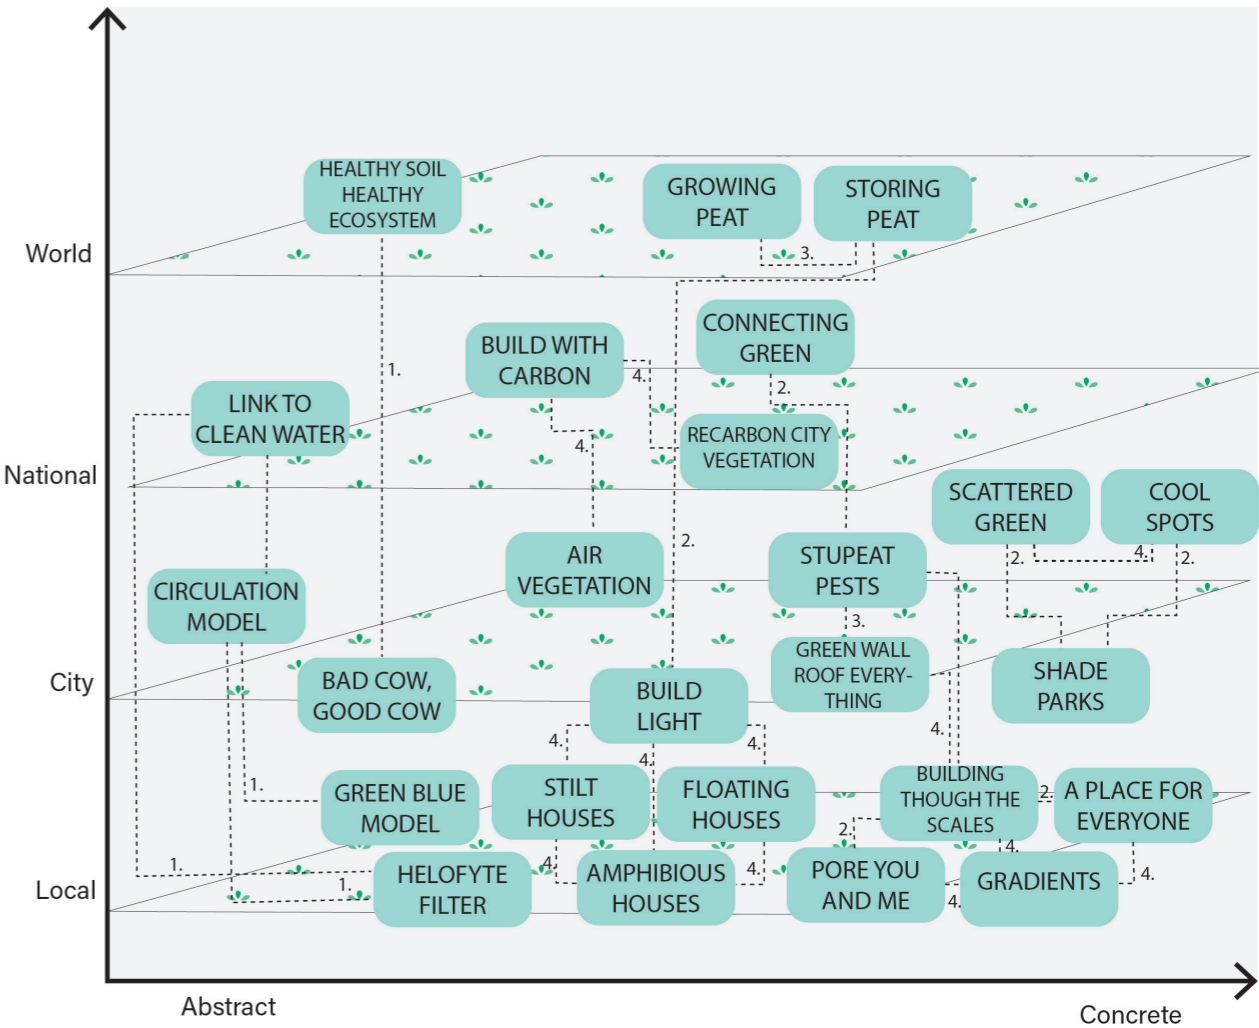 HEALTHY SOIL
HEALTHY
ECOSYSTEM
GROWING
PEAT
STORING
PEAT
World
3.
CONNECTING
GREEN
BUILD WITH
CARBON
1.
4.
2.
LINK TO
CLEAN WATER
RECARBON CITY
VEGETATION
4.
National
SCATTERED
GREEN
COOL
SPOTS
AIR
VEGETATION
2.
STUPEAT
PESTS
2.
4.
2.
CIRCULATION
MODEL
3.
GREEN WALL
ROOF EVERY-
THING
SHADE
PARKS
City
BAD COW,
GOOD COW
BUILD
LIGHT
4.
4.
4.
4.
1.
GREEN BLUE
MODEL
STILT
HOUSES
FLOATING
HOUSES
BUILDING
THOUGH THE
SCALES
2.
A PLACE FOR
EVERYONE
2.
4.
1.
1.
4.
4.
4.
4.
Local
HELOFYTE
FILTER
AMPHIBIOUS
HOUSES
PORE YOU
AND ME
GRADIENTS
Abstract
Concrete